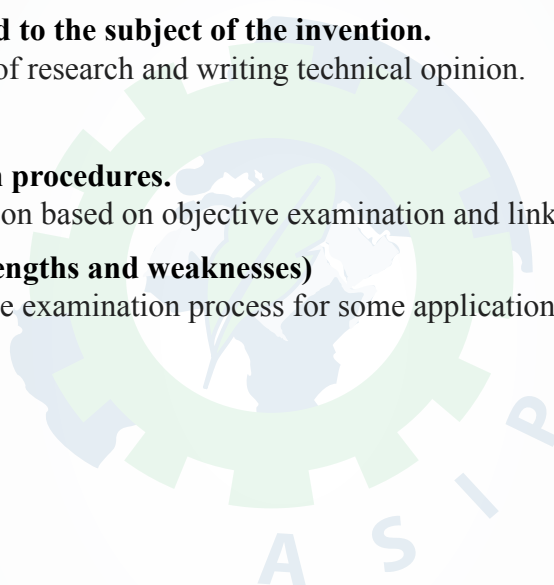 d to the subject of the invention.
of research and writing technical opinion.
procedures.
on based on objective examination and link
engths and weaknesses)
e examination process for some application
A S I P